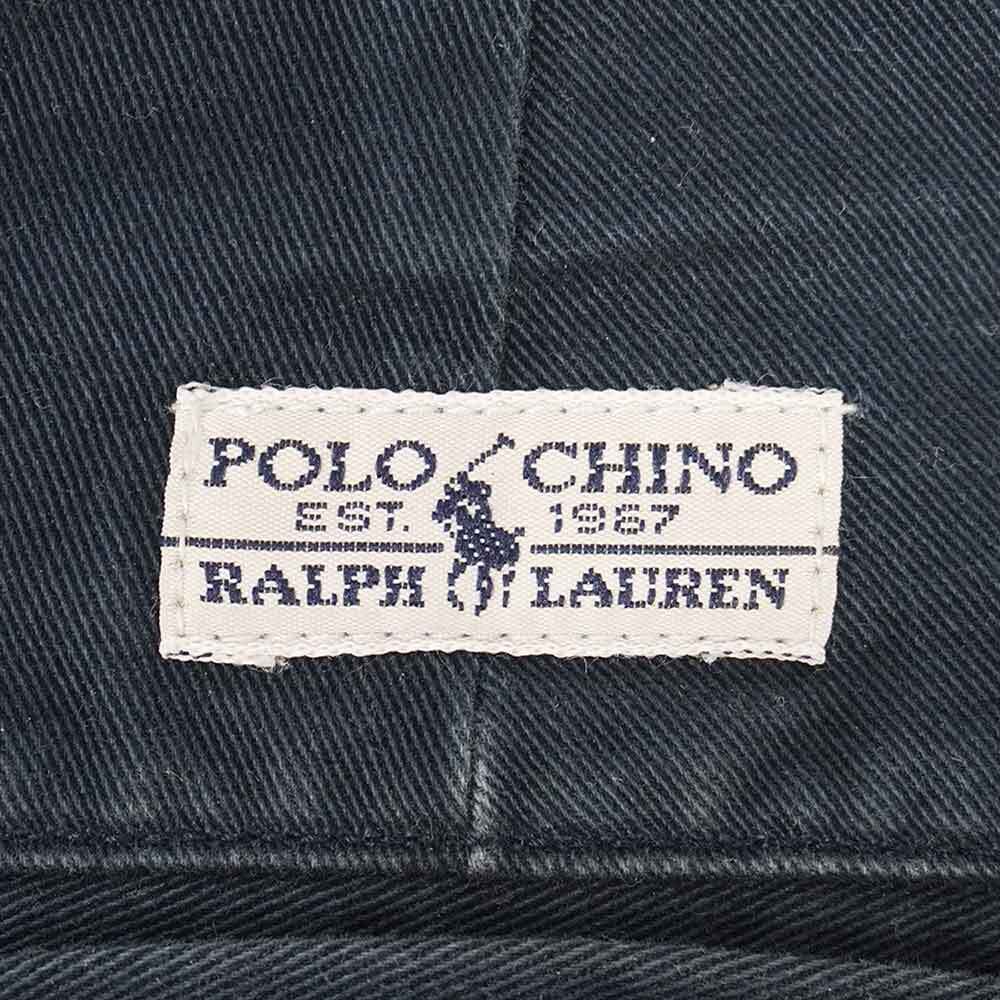 POLO CHINO
EST. 1967
RALPH LAUREN